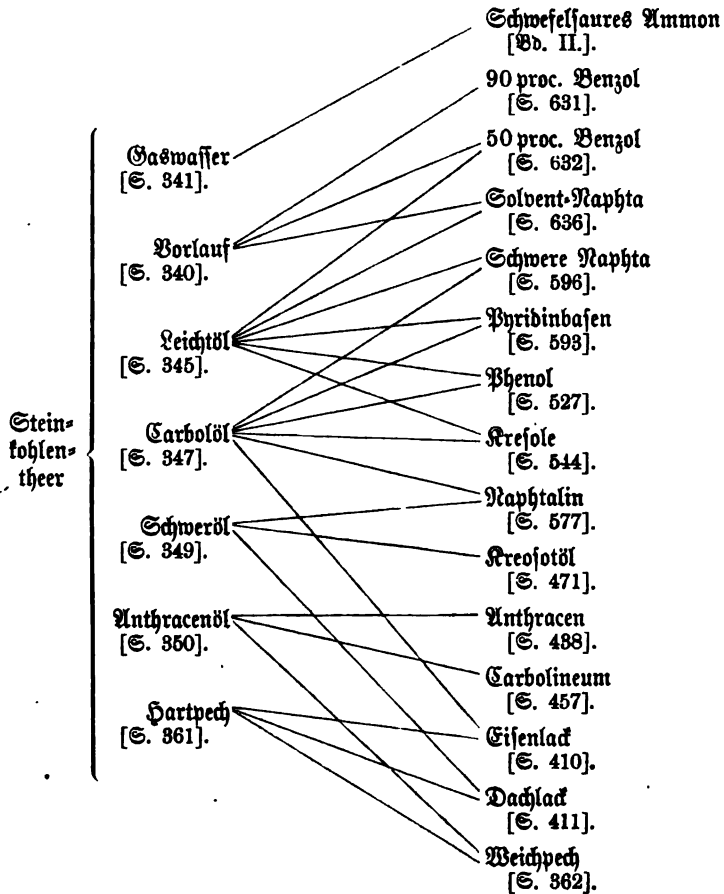 Stein⸗
kohlen⸗
theer
Gaswasser
[S. 341].
Vorlauf
[S. 340].
Leichtöl
[S. 345].
Carbolöl
[S. 347].
Schweröl
[S. 349].
Anthracenöl
[S. 350].
Hartpech
[S. 361].
Schwefelsaures Ammon
[Bd. II.].
90 proc. Benzol
[S. 631].
50 proc. Benzol
[S. 632].
Solvent⸗Naphta
[S. 636].
Schwere Naphta
[S. 596].
Pyridinbasen
[S. 593].
Phenol
[S. 527].
Kresole
[S. 544].
Naphtalin
[S. 577].
Kreosotöl
[S. 471].
Anthracen
[S. 438].
Carbolineum
[S. 457].
Eisenlack
[S. 410].
Dachlack
[S. 411].
Weichpech
[S. 362].